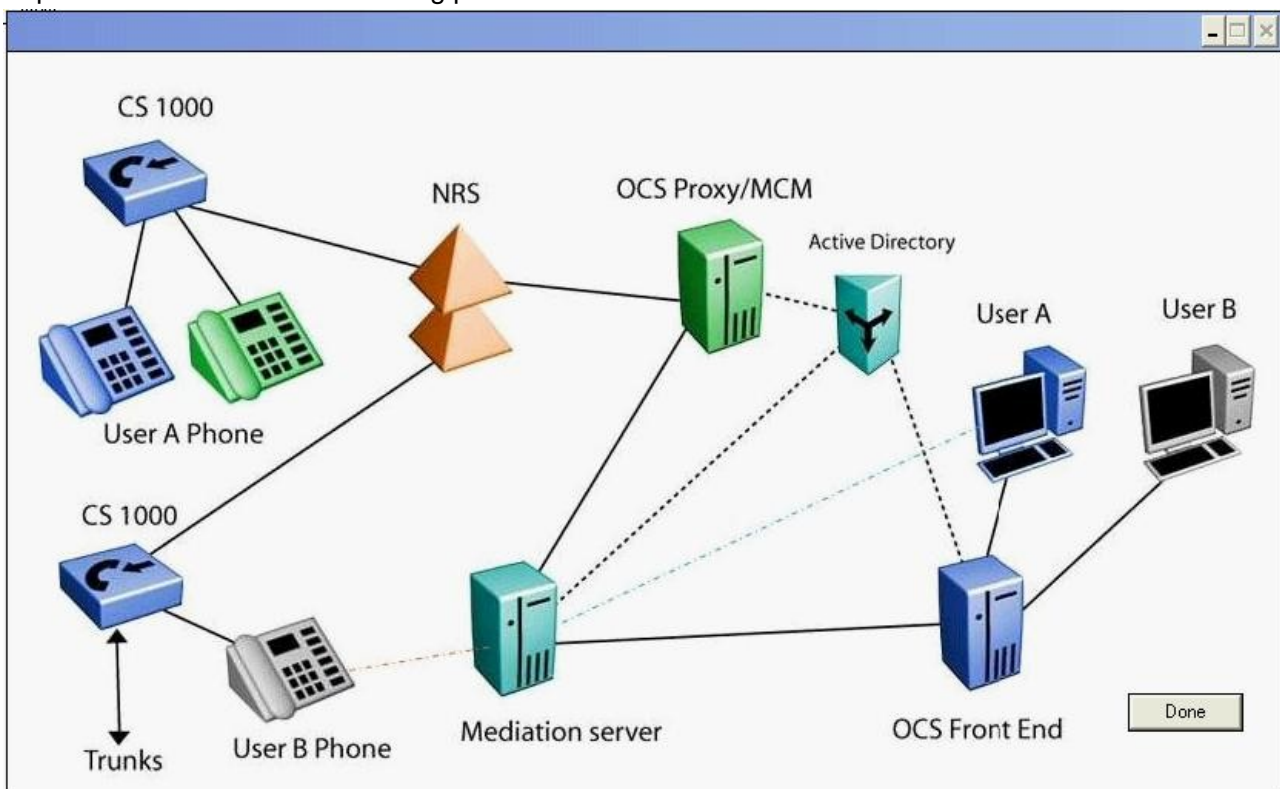 CS 1000
NRS
OCS Proxy/MCM
Active Directory
User A
User B
User A Phone
CS 1000
Trunks
User B Phone
Mediation server
OCS Front End
Done